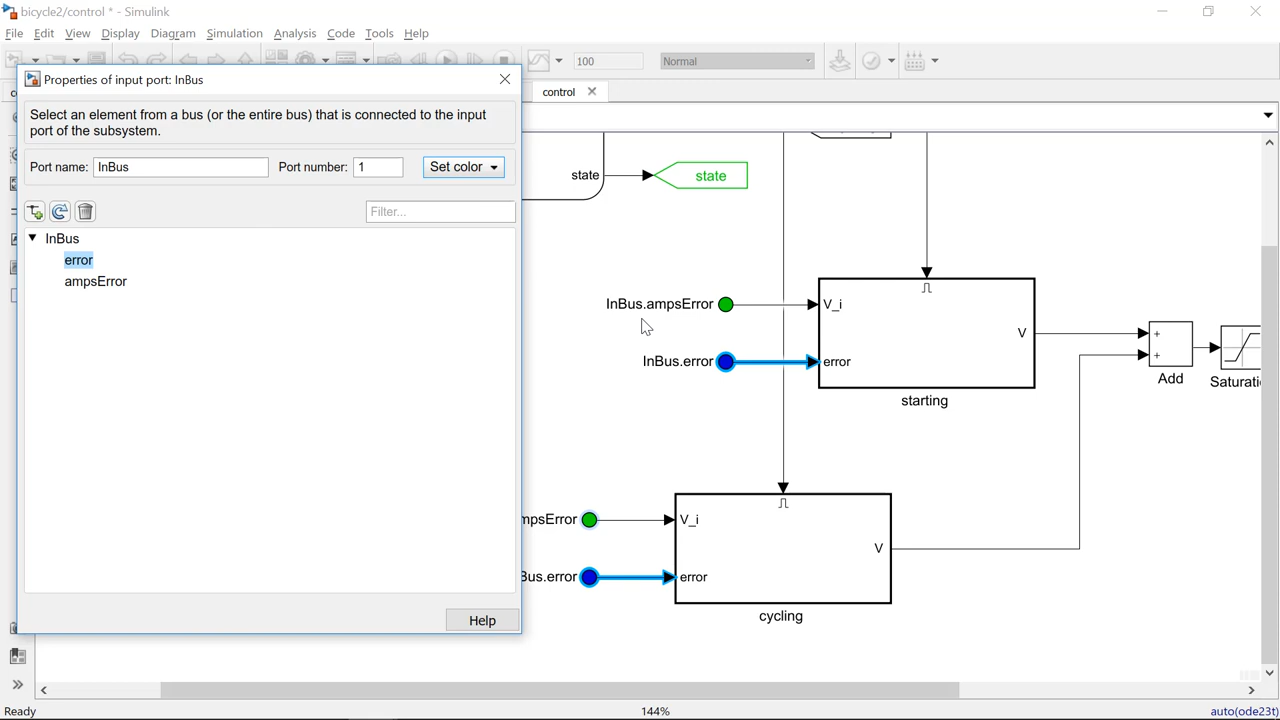 bicycle2/control * - Simulink
File Edit View Display Diagram Simulation Analysis Code Tools Help
100
Normal
Properties of input port: InBus
control
Select an element from a bus (or the entire bus) that is connected to the input
port of the subsystem.
Port name: InBus Port number: 1 Set color
Filter...
InBus
error
ampsError
Help
state state
InBus.ampsError V_i
V
InBus.error error
starting
+
+
Add
Saturati
mpsError V_i
V
Bus.error error
cycling
Ready 144% auto(ode23t)